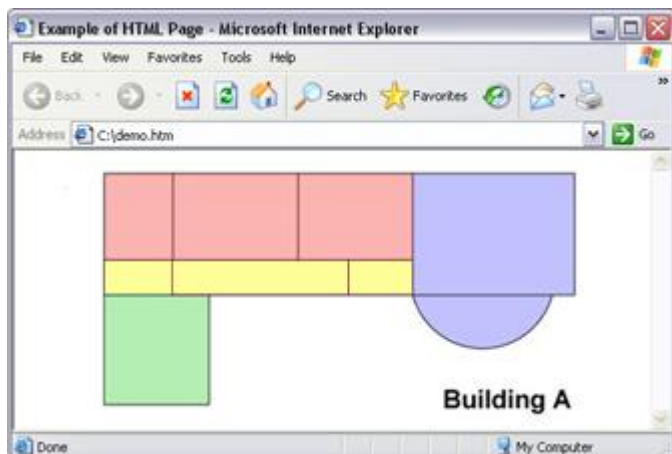 Example of HTML Page - Microsoft Internet Explorer
File Edit View Favorites Tools Help
Back Search Favorites »
Address C:\demo.htm Go
Building A
Done My Computer